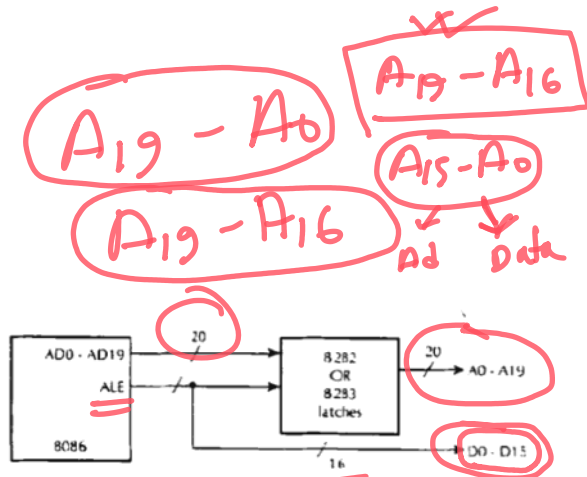 A19 - A16
A19 - A0
A15 - A0
A19 - A16
Ad Data
20
AD0 - AD19
8282
20
OR
A0 - A19
ALE
8283
latches
8086
16
D0 - D15